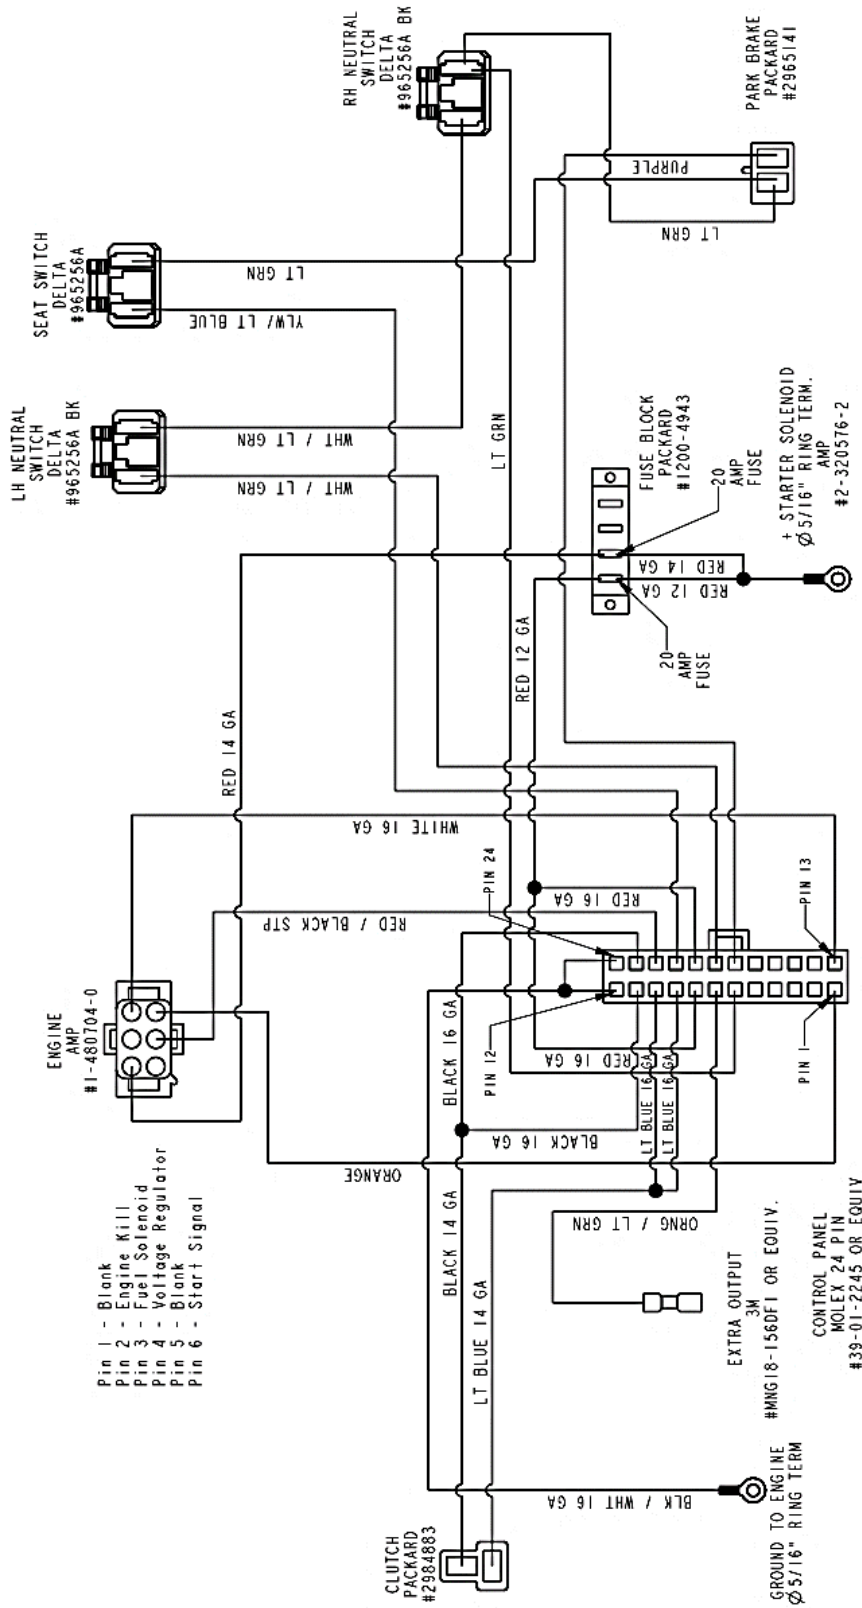 CLUTCH
PACKARD
#2984883
GROUND TO ENGINE
Ø5/16" RING TERM
BLK / WHT 16 GA
BLACK 14 GA
LT BLUE 14 GA
EXTRA OUTPUT
3M
#MNG18-156DF1 OR EQUIV.
ORNG / LT GRN
CONTROL PANEL
MOLEX 24 PIN
#39-01-2245 OR EQUIV
Pin 1 - Blank
Pin 2 - Engine Kill
Pin 3 - Fuel Solenoid
Pin 4 - Voltage Regulator
Pin 5 - Blank
Pin 6 - Start Signal
ENGINE
AMP
#1-480704-0
ORANGE
BLACK 16 GA
BLACK 16 GA
LT BLUE 16 GA
LT BLUE 16 GA
RED 16 GA
PIN 12
PIN 1
PIN 24
PIN 13
RED / BLACK STP
RED 16 GA
WHITE 16 GA
RED 14 GA
RED 12 GA
20
AMP
FUSE
RED 12 GA
RED 14 GA
20
AMP
FUSE
FUSE BLOCK
PACKARD
#1200-4943
+ STARTER SOLENOID
Ø5/16" RING TERM.
AMP
#2-320576-2
LH NEUTRAL
SWITCH
DELTA
#965256A BK
WHT / LT GRN
WHT / LT GRN
LT GRN
SEAT SWITCH
DELTA
#965256A
YLW/ LT BLUE
LT GRN
RH NEUTRAL
SWITCH
DELTA
#965256A BK
PURPLE
LT GRN
PARK BRAKE
PACKARD
#2965141